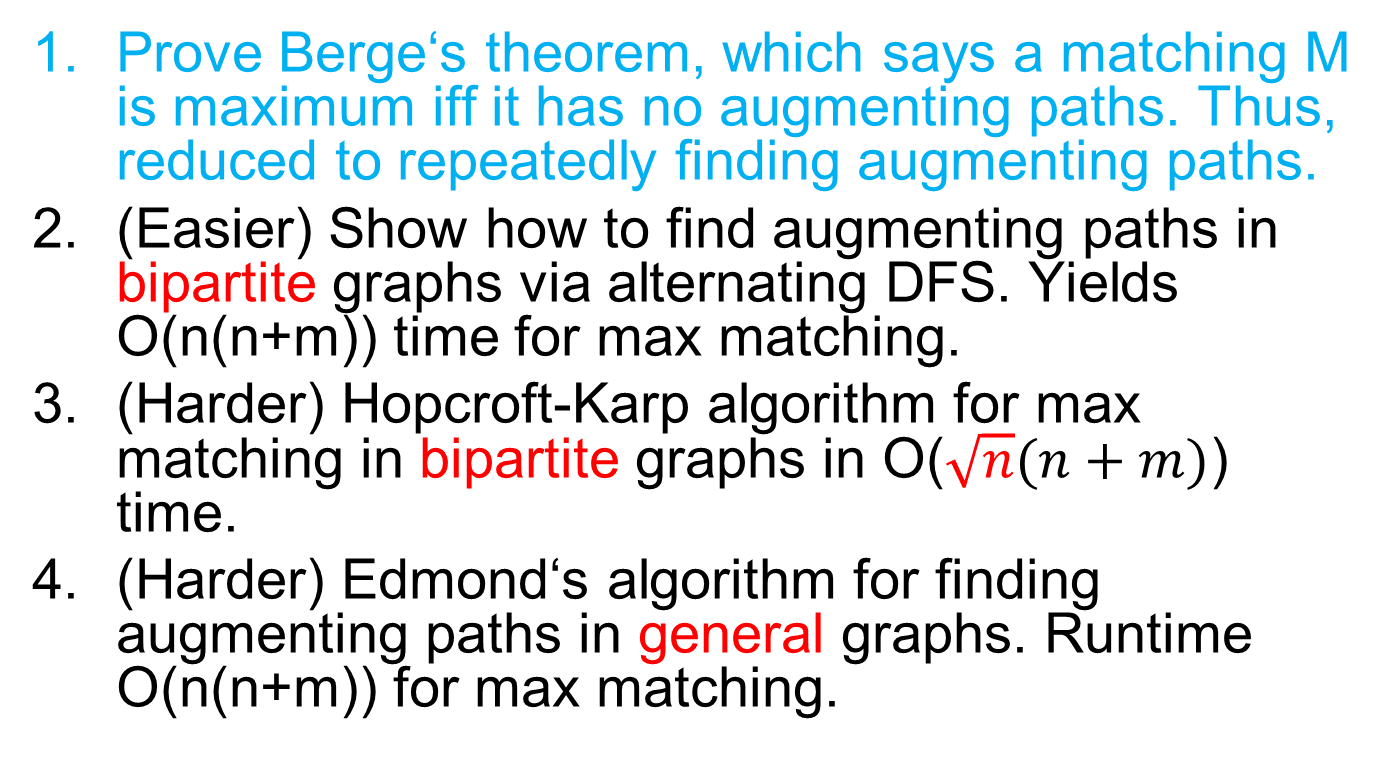 1. Prove Berge‘s theorem, which says a matching M
is maximum iff it has no augmenting paths. Thus,
reduced to repeatedly finding augmenting paths.
2. (Easier) Show how to find augmenting paths in
bipartite graphs via alternating DFS. Yields
O(n(n+m)) time for max matching.
3. (Harder) Hopcroft-Karp algorithm for max
matching in bipartite graphs in O(√n(n + m))
time.
4. (Harder) Edmond‘s algorithm for finding
augmenting paths in general graphs. Runtime
O(n(n+m)) for max matching.